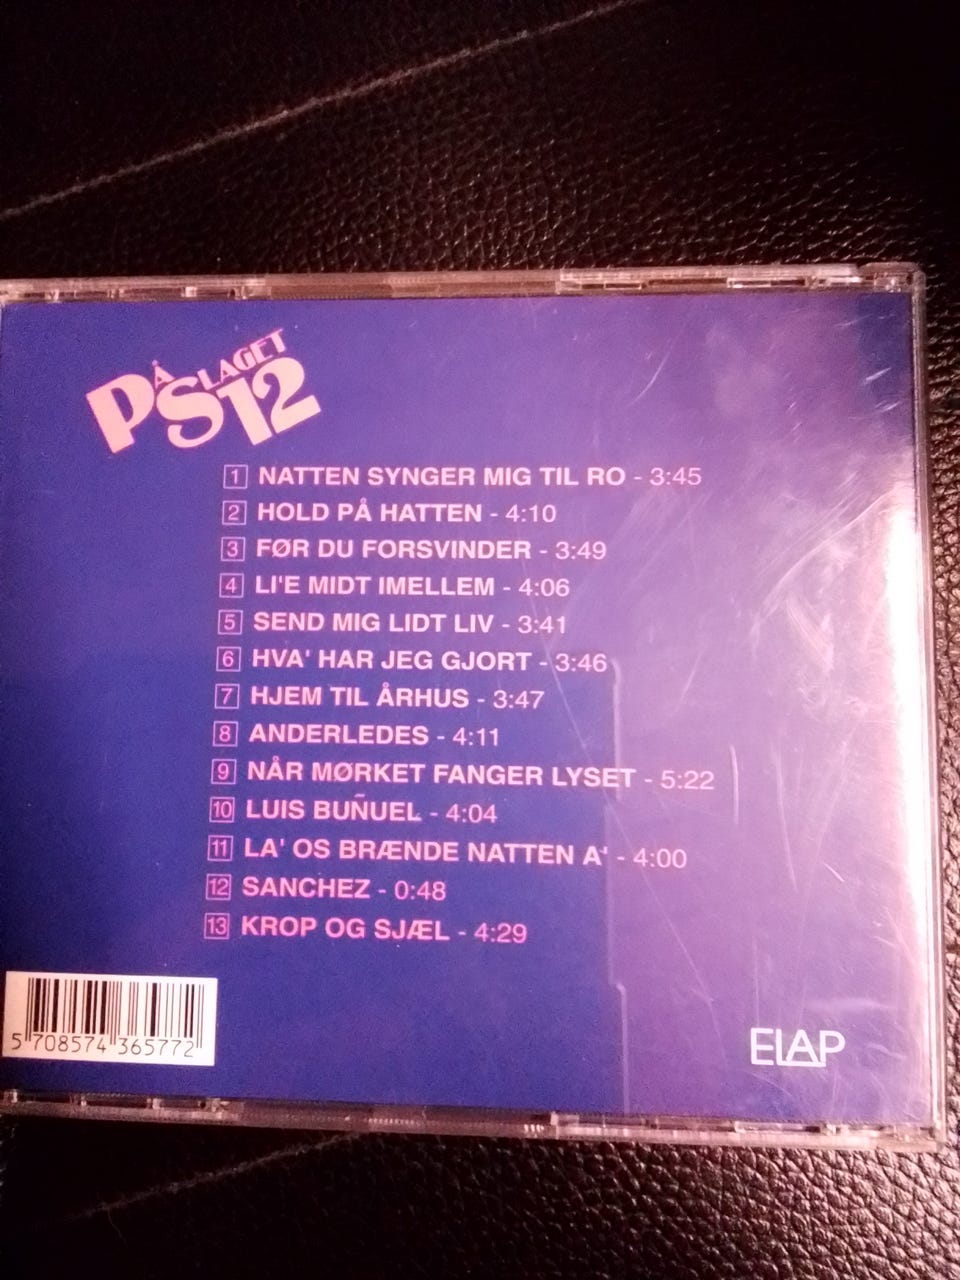 PÅ SLAGET 12
1 NATTEN SYNGER MIG TIL RO - 3:45
2 HOLD PÅ HATTEN - 4:10
3 FØR DU FORSVINDER - 3:49
4 LI'E MIDT IMELLEM - 4:06
5 SEND MIG LIDT LIV - 3:41
6 HVA' HAR JEG GJORT - 3:46
7 HJEM TIL ÅRHUS - 3:47
8 ANDERLEDES - 4:11
9 NÅR MØRKET FANGER LYSET - 5:22
10 LUIS BUÑUEL - 4:04
11 LA' OS BRÆNDE NATTEN A' - 4:00
12 SANCHEZ - 0:48
13 KROP OG SJÆL - 4:29
5 708574 365772
ELAP